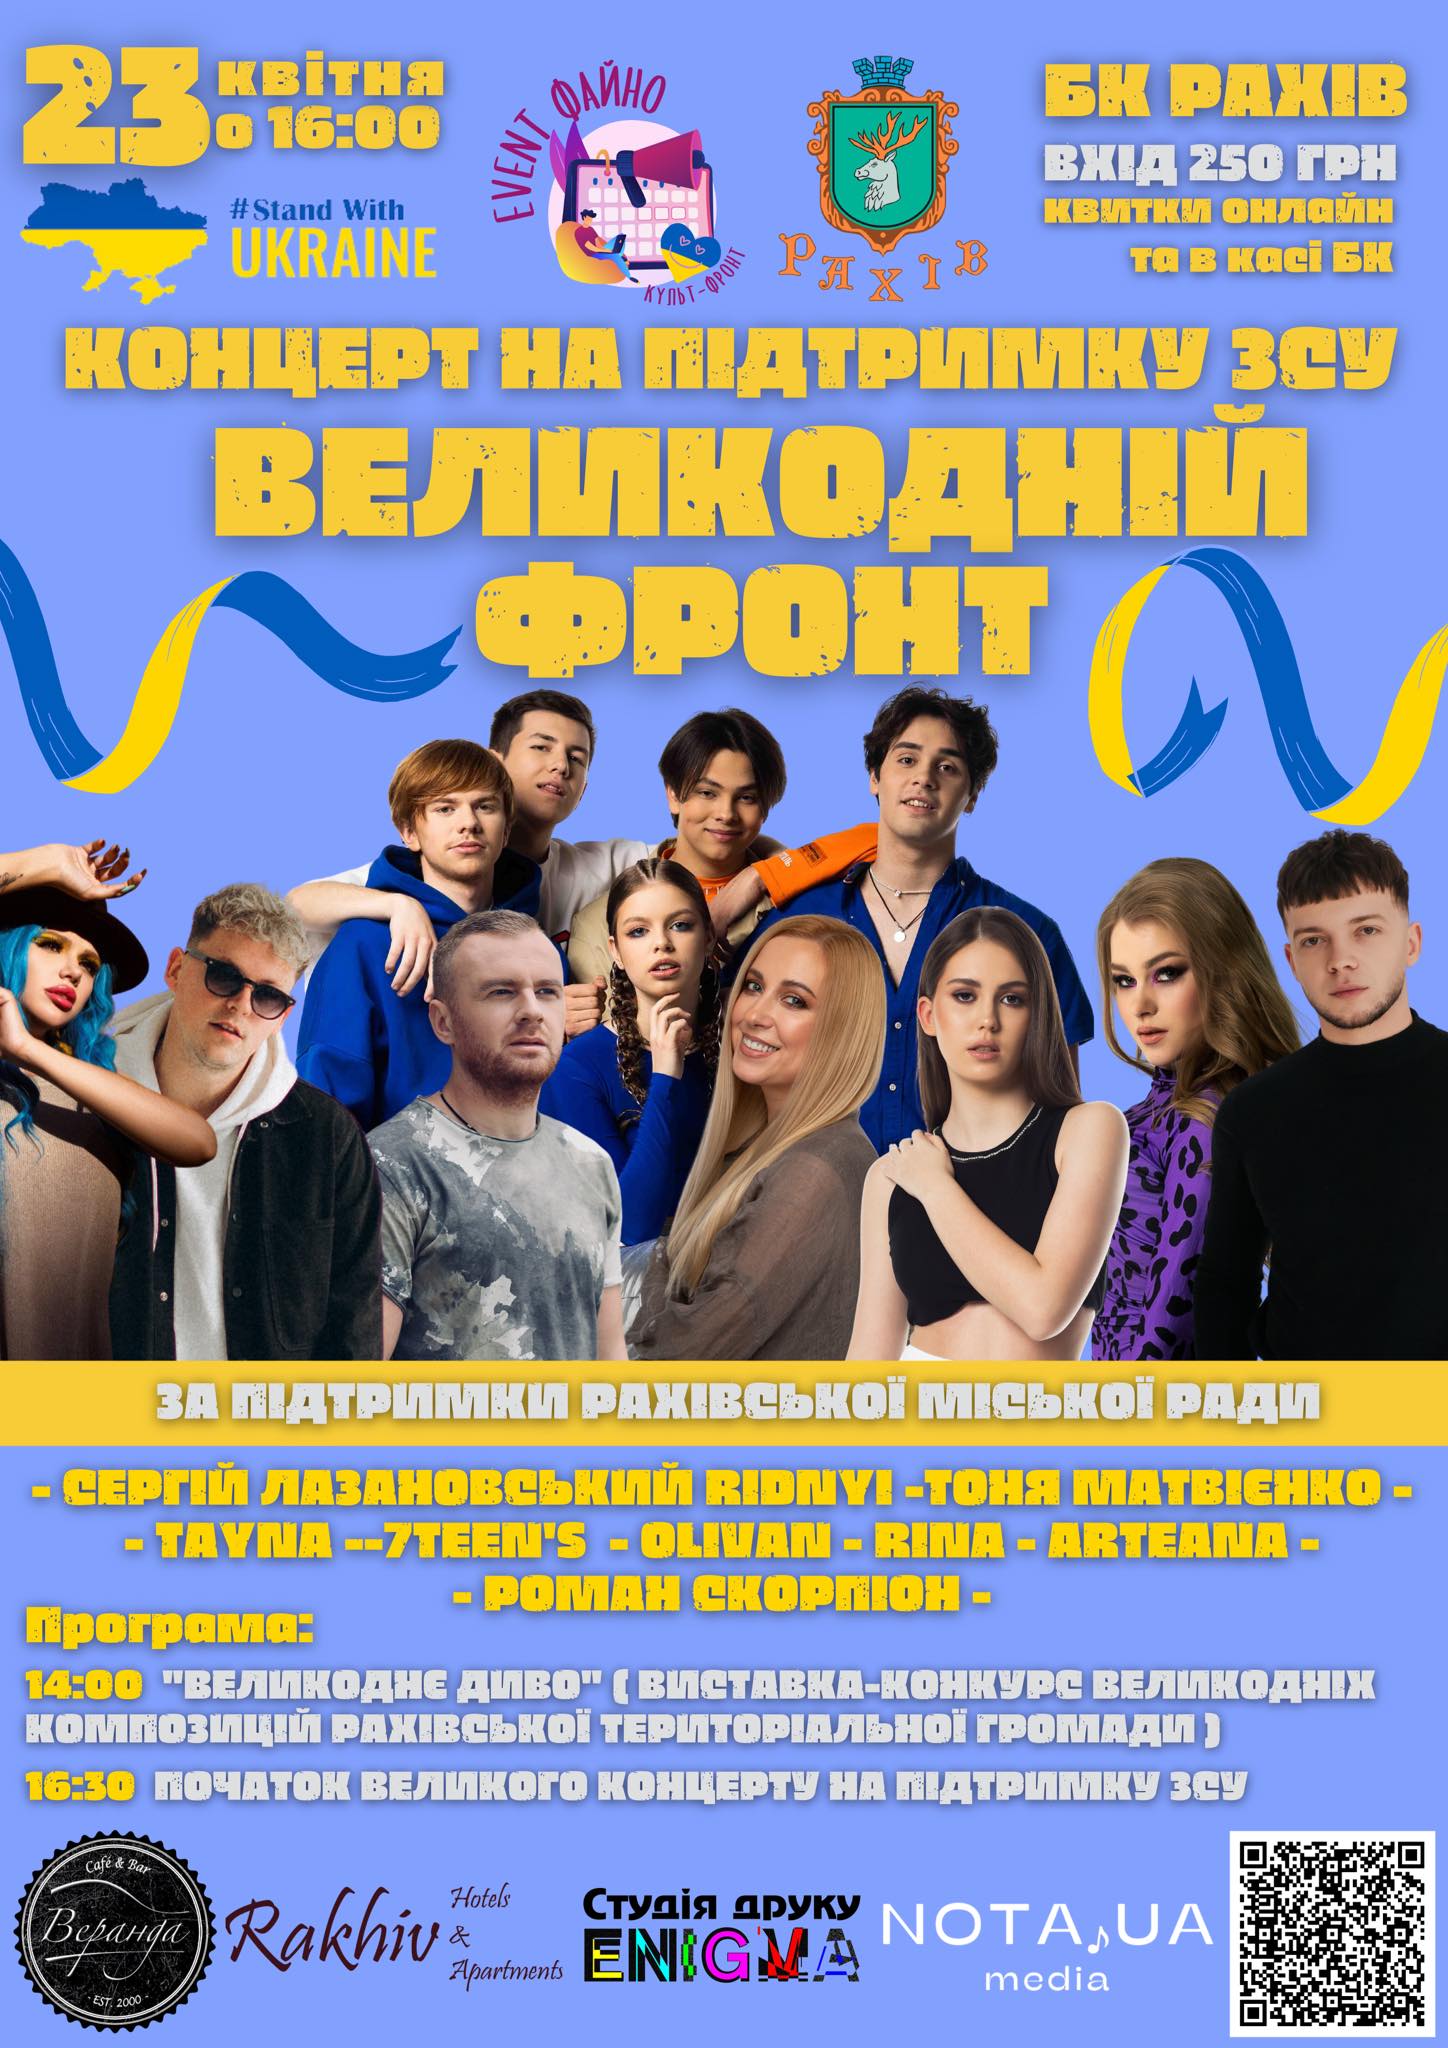 23 КВІТНЯ
О 16:00
#Stand With
UKRAINE
EVENT ФАЙНО
КУЛЬТ-ФРОНТ
РАХІВ
БК РАХІВ
ВХІД 250 ГРН
КВИТКИ ОНЛАЙН
та в касі БК
КОНЦЕРТ НА ПІДТРИМКУ ЗСУ
ВЕЛИКОДНІЙ
ФРОНТ
ЗА ПІДТРИМКИ РАХІВСЬКОЇ МІСЬКОЇ РАДИ
- СЕРГІЙ ЛАЗАНОВСЬКИЙ RIDNYI -ТОНЯ МАТВІЄНКО -
- TAYNA --7TEEN'S - OLIVAN - RINA - ARTEANA -
- РОМАН СКОРПІОН -
Програма:
14:00 "ВЕЛИКОДНЄ ДИВО" ( ВИСТАВКА-КОНКУРС ВЕЛИКОДНІХ
КОМПОЗИЦІЙ РАХІВСЬКОЇ ТЕРИТОРІАЛЬНОЇ ГРОМАДИ )
16:30 ПОЧАТОК ВЕЛИКОГО КОНЦЕРТУ НА ПІДТРИМКУ ЗСУ
Café & Bar
Веранда
- EST. 2000 -
Rakhiv
Hotels
&
Apartments
Студія друку
ENIGMA
NOTA♪UA
media